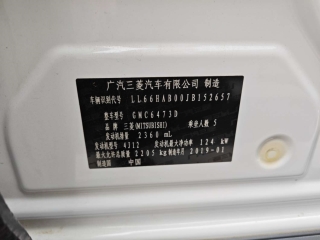 广汽三菱汽车有限公司 制造
车辆识别代号 LL66HAB00JB152657
整车型号 GMC6473D
品牌 三菱(MITSUBISHI) 乘坐人数 5
发动机排量 2360 mL
发动机型号 4J12 发动机最大净功率 124 kW
最大允许总质量 2205 kg 制造年月 2019-01
制造国 中国